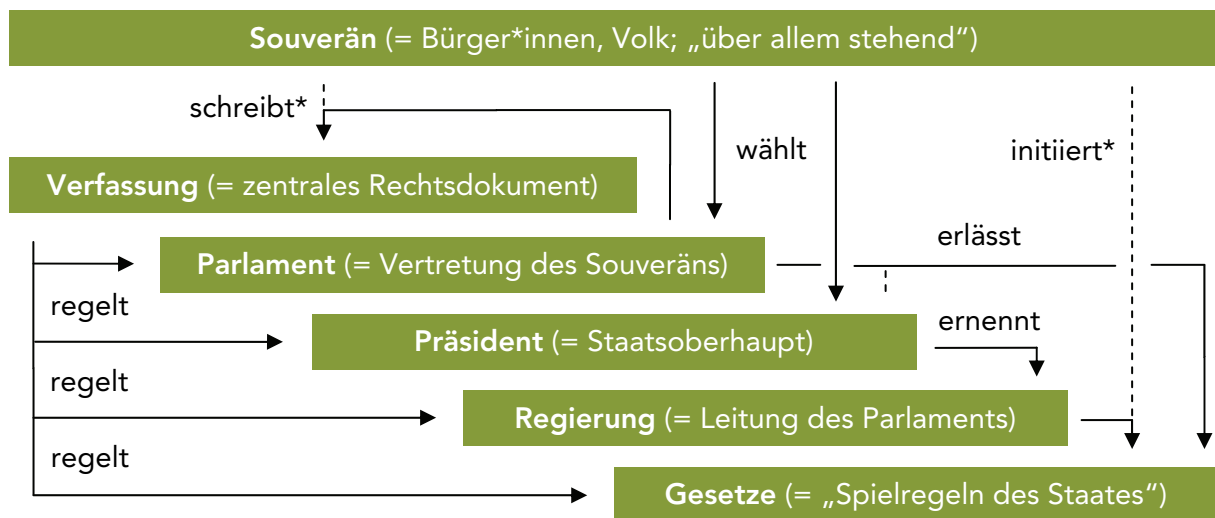 Souverän (= Bürger*innen, Volk; „über allem stehend“)
schreibt*
wählt
initiiert*
Verfassung (= zentrales Rechtsdokument)
erlässt
Parlament (= Vertretung des Souveräns)
regelt
ernennt
Präsident (= Staatsoberhaupt)
regelt
Regierung (= Leitung des Parlaments)
regelt
Gesetze (= „Spielregeln des Staates“)